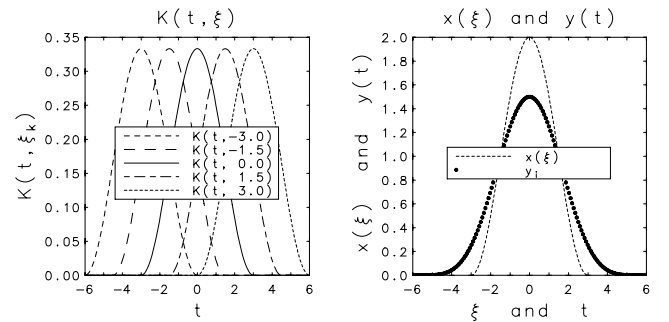 K(t,ξ)
K(t,ξk)
0.35
0.30
0.25
0.20
0.15
0.10
0.05
0.00
K(t,−3.0)
K(t,−1.5)
K(t, 0.0)
K(t, 1.5)
K(t, 3.0)
−6 −4 −2 0 2 4 6
t
x(ξ) and y(t)
x(ξ) and y(t)
2.0
1.8
1.6
1.4
1.2
1.0
0.8
0.6
0.4
0.2
0.0
x(ξ)
yi
−6 −4 −2 0 2 4 6
ξ and t